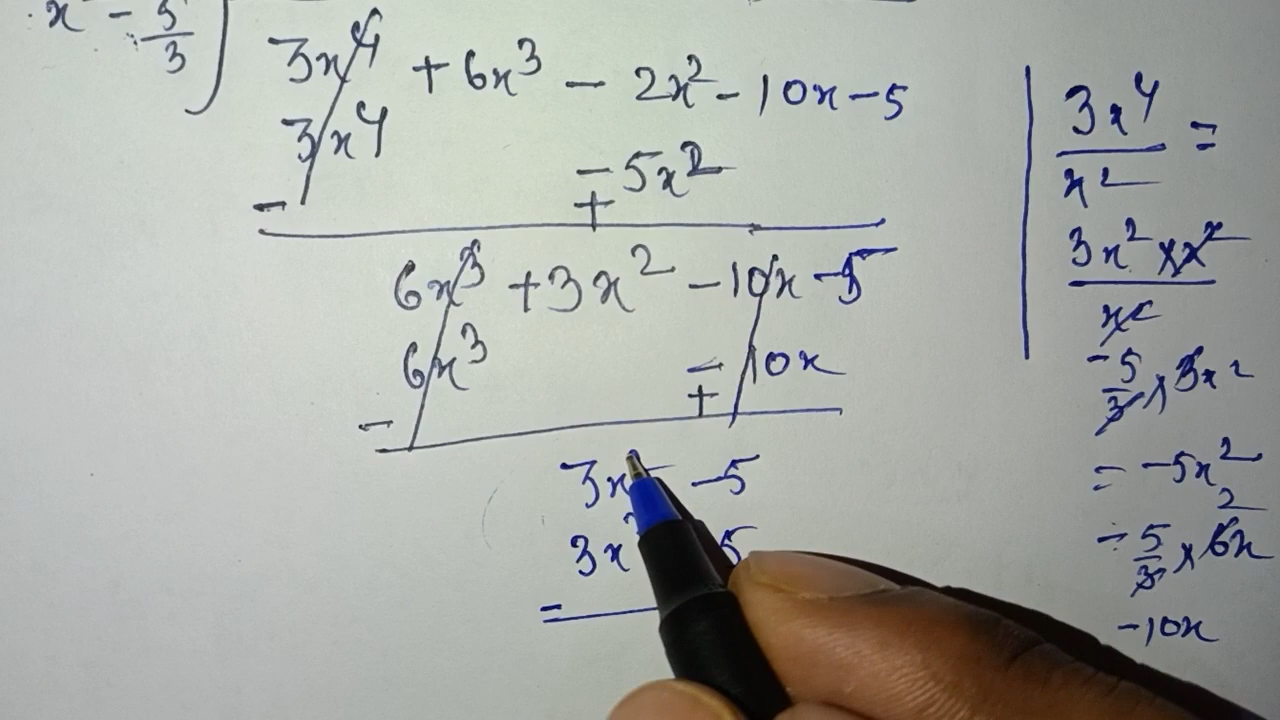 x² - 5/3 ) 3x⁴ + 6x³ - 2x² - 10x - 5
3x⁴ - 5x²
- +
6x³ + 3x² - 10x - 5
6x³ - 10x
- +
3x² - 5
3x² 5
-
3x⁴/x² =
3x² × x²/x²
-5/3 × 3x²
= -5x²
2
-5/3 × 6x
-10x